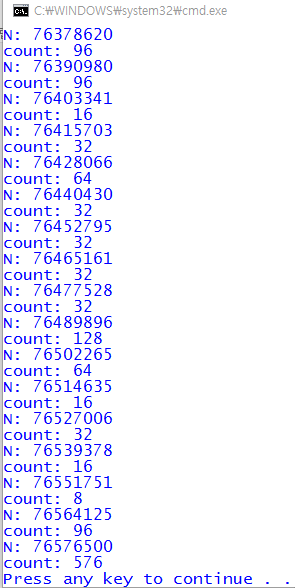 C:₩WINDOWS₩system32₩cmd.exe
N: 76378620
count: 96
N: 76390980
count: 96
N: 76403341
count: 16
N: 76415703
count: 32
N: 76428066
count: 64
N: 76440430
count: 32
N: 76452795
count: 32
N: 76465161
count: 32
N: 76477528
count: 32
N: 76489896
count: 128
N: 76502265
count: 64
N: 76514635
count: 16
N: 76527006
count: 32
N: 76539378
count: 16
N: 76551751
count: 8
N: 76564125
count: 96
N: 76576500
count: 576
Press any key to continue . .